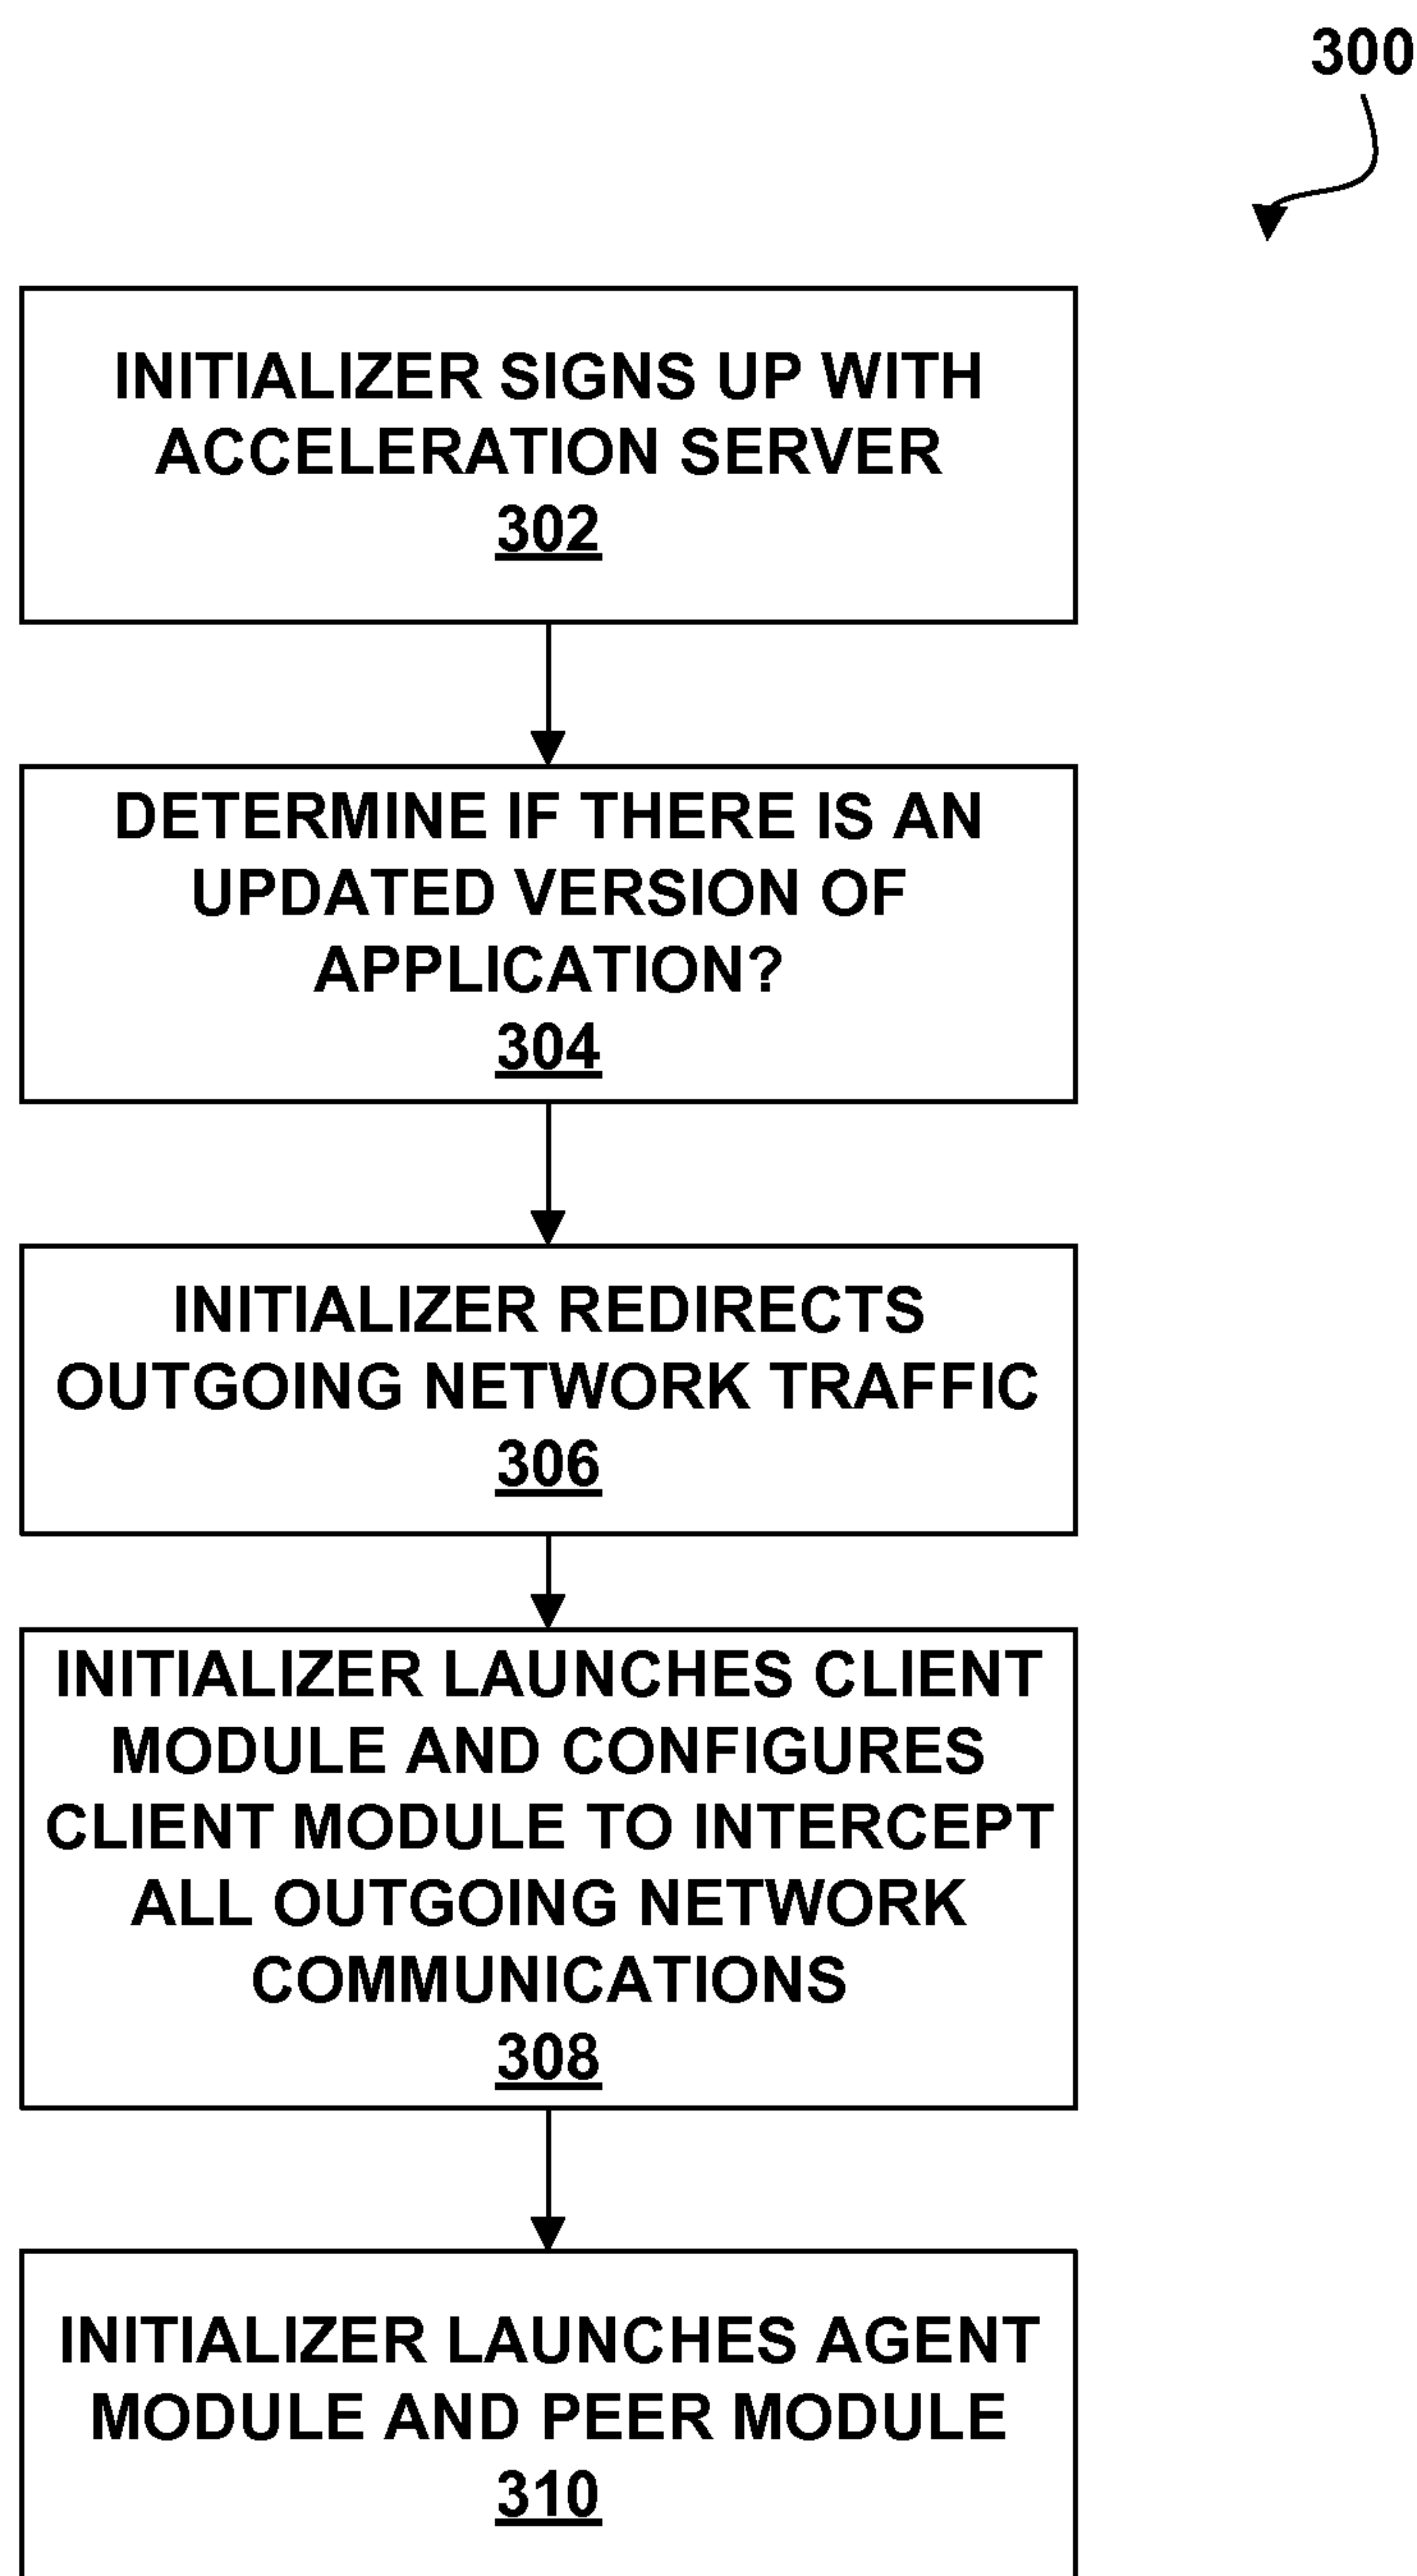 300
INITIALIZER SIGNS UP WITH
ACCELERATION SERVER
302
DETERMINE IF THERE IS AN
UPDATED VERSION OF
APPLICATION?
304
INITIALIZER REDIRECTS
OUTGOING NETWORK TRAFFIC
306
INITIALIZER LAUNCHES CLIENT
MODULE AND CONFIGURES
CLIENT MODULE TO INTERCEPT
ALL OUTGOING NETWORK
COMMUNICATIONS
308
INITIALIZER LAUNCHES AGENT
MODULE AND PEER MODULE
310